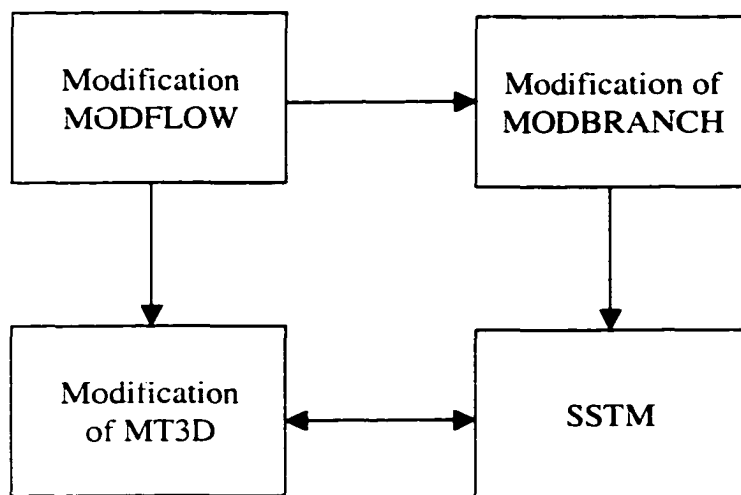 Modification
MODFLOW
Modification of
MODBRANCH
Modification
of MT3D
SSTM